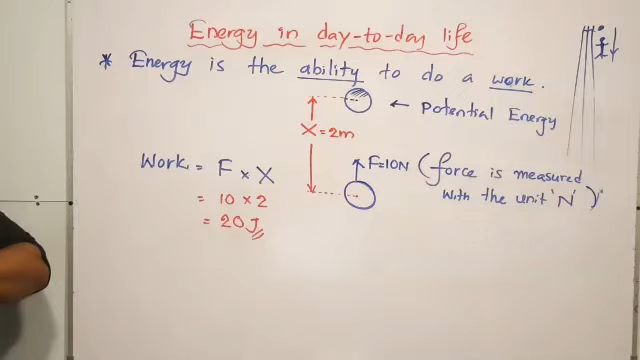 Energy in day-to-day life
* Energy is the ability to do a work.
← Potential Energy
X = 2m
Work = F × X
= 10 × 2
= 20J
F=10N (force is measured
with the unit 'N')